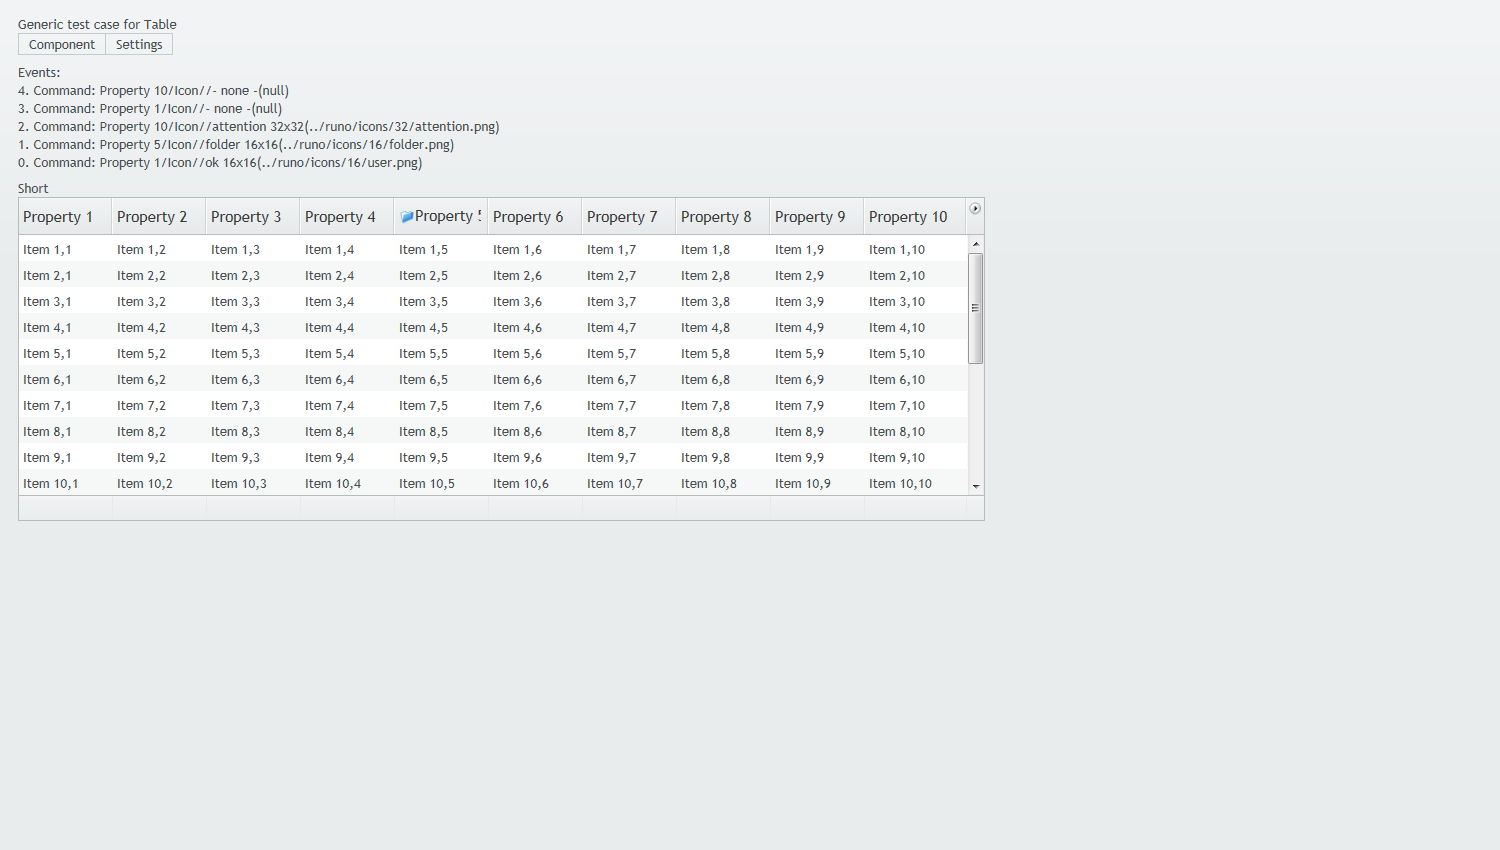 Generic test case for Table
Component Settings
Events:
4. Command: Property 10/Icon//- none -(null)
3. Command: Property 1/Icon//- none -(null)
2. Command: Property 10/Icon//attention 32x32(../runo/icons/32/attention.png)
1. Command: Property 5/Icon//folder 16x16(../runo/icons/16/folder.png)
0. Command: Property 1/Icon//ok 16x16(../runo/icons/16/user.png)
Short
Property 1 Property 2 Property 3 Property 4 Property 5 Property 6 Property 7 Property 8 Property 9 Property 10
Item 1,1 Item 1,2 Item 1,3 Item 1,4 Item 1,5 Item 1,6 Item 1,7 Item 1,8 Item 1,9 Item 1,10
Item 2,1 Item 2,2 Item 2,3 Item 2,4 Item 2,5 Item 2,6 Item 2,7 Item 2,8 Item 2,9 Item 2,10
Item 3,1 Item 3,2 Item 3,3 Item 3,4 Item 3,5 Item 3,6 Item 3,7 Item 3,8 Item 3,9 Item 3,10
Item 4,1 Item 4,2 Item 4,3 Item 4,4 Item 4,5 Item 4,6 Item 4,7 Item 4,8 Item 4,9 Item 4,10
Item 5,1 Item 5,2 Item 5,3 Item 5,4 Item 5,5 Item 5,6 Item 5,7 Item 5,8 Item 5,9 Item 5,10
Item 6,1 Item 6,2 Item 6,3 Item 6,4 Item 6,5 Item 6,6 Item 6,7 Item 6,8 Item 6,9 Item 6,10
Item 7,1 Item 7,2 Item 7,3 Item 7,4 Item 7,5 Item 7,6 Item 7,7 Item 7,8 Item 7,9 Item 7,10
Item 8,1 Item 8,2 Item 8,3 Item 8,4 Item 8,5 Item 8,6 Item 8,7 Item 8,8 Item 8,9 Item 8,10
Item 9,1 Item 9,2 Item 9,3 Item 9,4 Item 9,5 Item 9,6 Item 9,7 Item 9,8 Item 9,9 Item 9,10
Item 10,1 Item 10,2 Item 10,3 Item 10,4 Item 10,5 Item 10,6 Item 10,7 Item 10,8 Item 10,9 Item 10,10